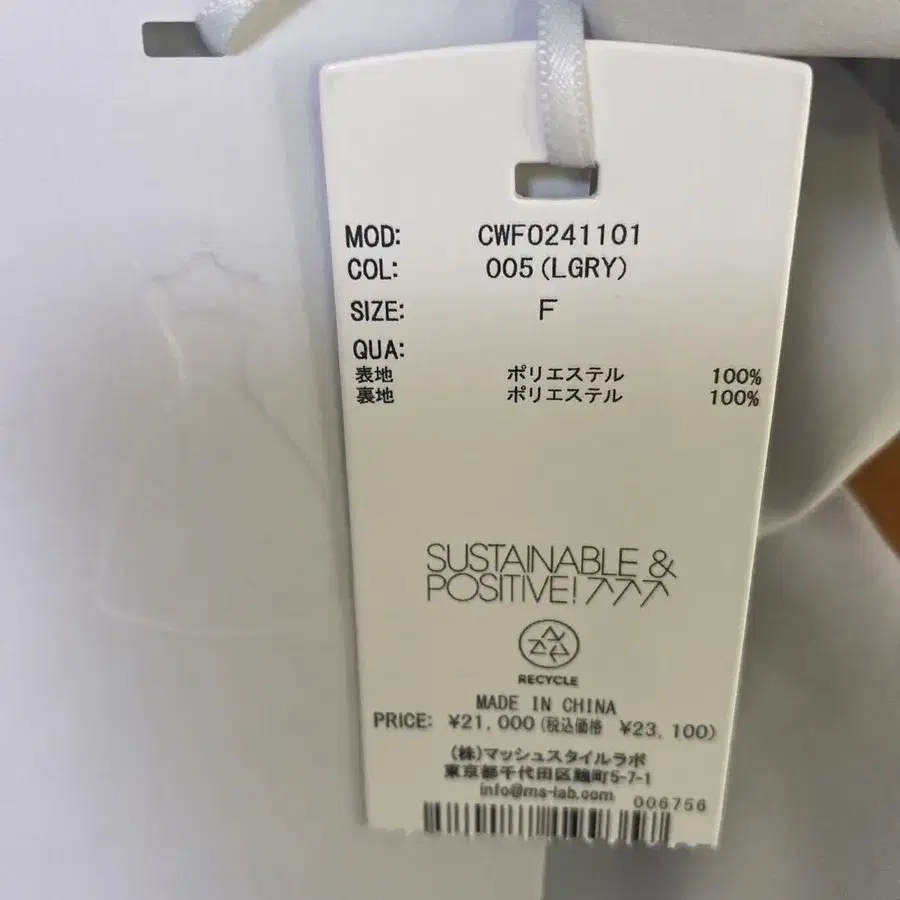 MOD: CWF0241101
COL: 005(LGRY)
SIZE: F
QUA:
表地 ポリエステル 100%
裏地 ポリエステル 100%
SUSTAINABLE &
POSITIVE!
RECYCLE
MADE IN CHINA
PRICE: ¥21,000(税込価格 ¥23,100)
(株)マッシュスタイルラボ
東京都千代田区麹町5-7-1
info@ms-lab.com 006756